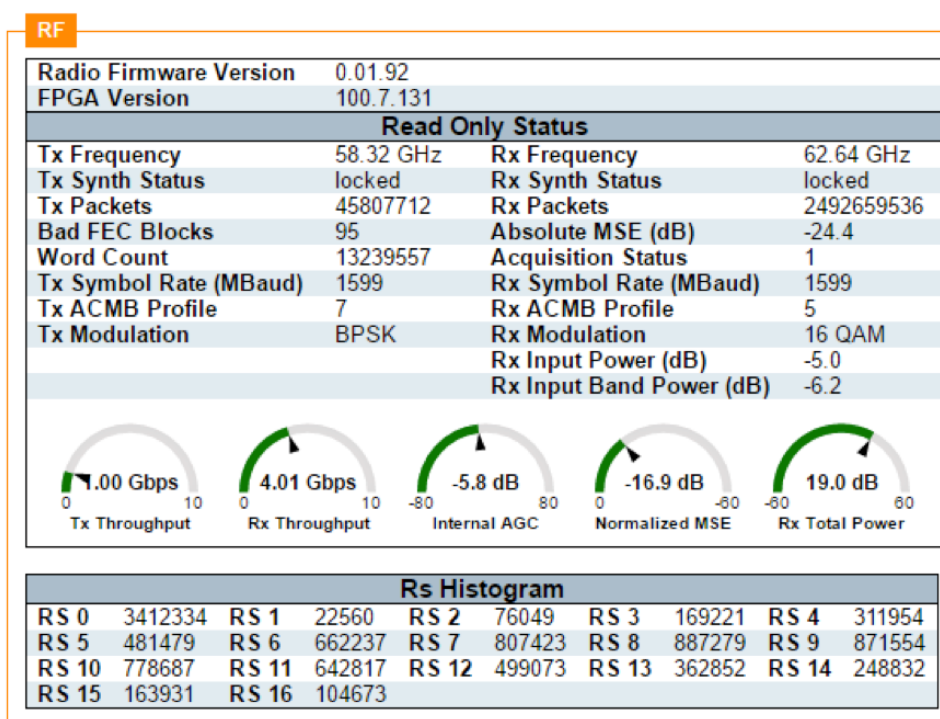 RF
Radio Firmware Version 0.01.92
FPGA Version 100.7.131
Read Only Status
Tx Frequency 58.32 GHz Rx Frequency 62.64 GHz
Tx Synth Status locked Rx Synth Status locked
Tx Packets 45807712 Rx Packets 2492659536
Bad FEC Blocks 95 Absolute MSE (dB) -24.4
Word Count 13239557 Acquisition Status 1
Tx Symbol Rate (MBaud) 1599 Rx Symbol Rate (MBaud) 1599
Tx ACMB Profile 7 Rx ACMB Profile 5
Tx Modulation BPSK Rx Modulation 16 QAM
Rx Input Power (dB) -5.0
Rx Input Band Power (dB) -6.2
1.00 Gbps 4.01 Gbps -5.8 dB -16.9 dB 19.0 dB
0 10 0 10 -80 80 0 -60 -60 60
Tx Throughput Rx Throughput Internal AGC Normalized MSE Rx Total Power
Rs Histogram
RS 0 3412334 RS 1 22560 RS 2 76049 RS 3 169221 RS 4 311954
RS 5 481479 RS 6 662237 RS 7 807423 RS 8 887279 RS 9 871554
RS 10 778687 RS 11 642817 RS 12 499073 RS 13 362852 RS 14 248832
RS 15 163931 RS 16 104673